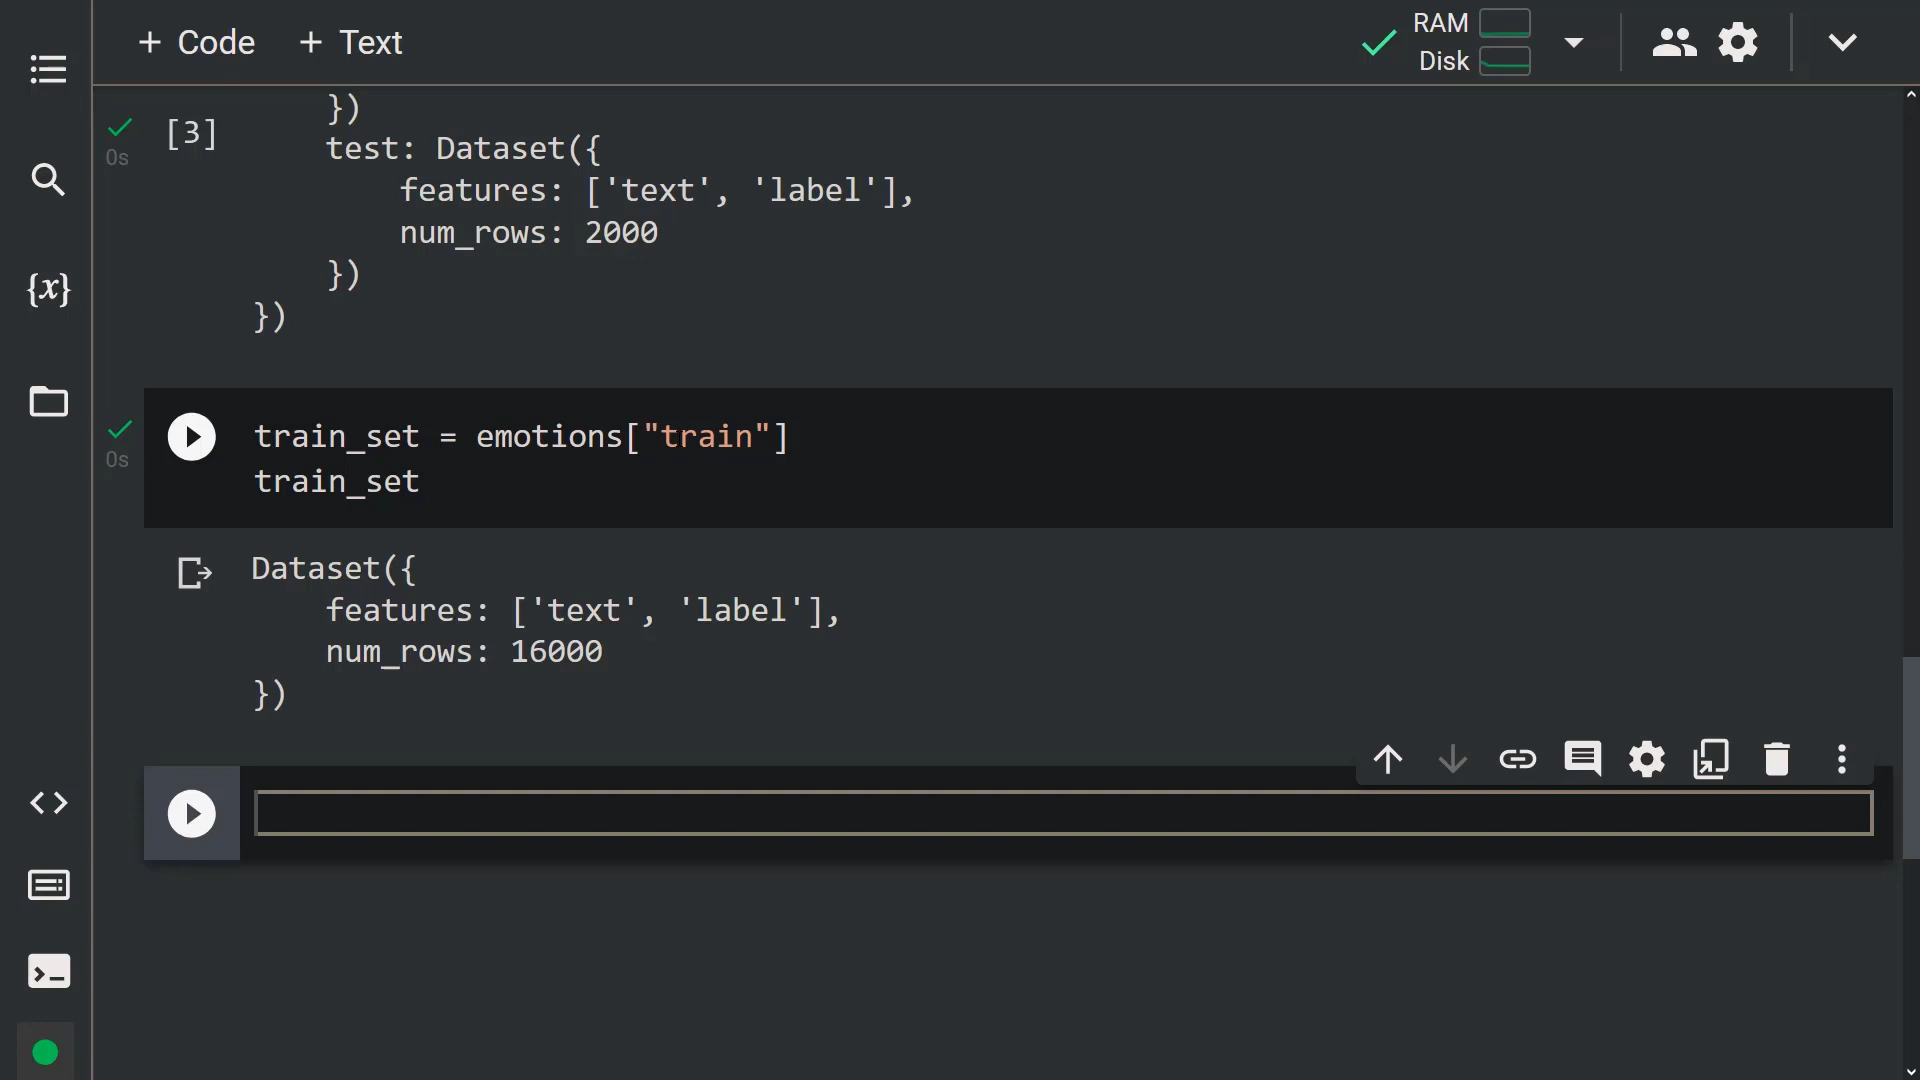 + Code + Text
RAM
Disk
})
[3]
0s
test: Dataset({
features: ['text', 'label'],
num_rows: 2000
})
})
{x}
train_set = emotions["train"]
0s
train_set
Dataset({
features: ['text', 'label'],
num_rows: 16000
})